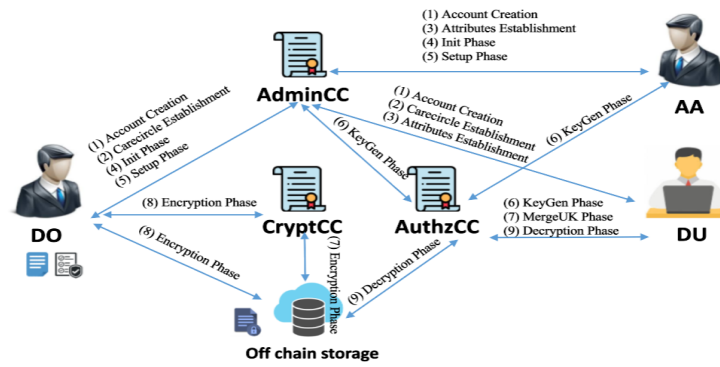 (1) Account Creation
(3) Attributes Establishment
(4) Init Phase
(5) Setup Phase
AdminCC
AA
(1) Account Creation
(2) Carecircle Establishment
(4) Init Phase
(5) Setup Phase
(1) Account Creation
(2) Carecircle Establishment
(3) Attributes Establishment
(6) KeyGen Phase
(6) KeyGen Phase
DO
(8) Encryption Phase
CryptCC
AuthzCC
(6) KeyGen Phase
(7) MergeUK Phase
(9) Decryption Phase
DU
(8) Encryption Phase
(7) Encryption Phase
(9) Decryption Phase
Off chain storage